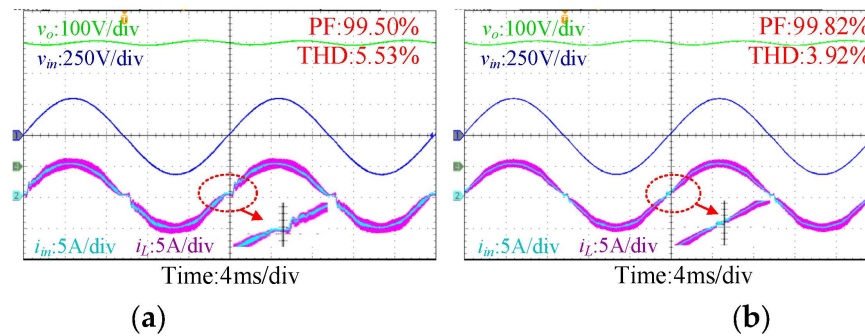 vo:100V/div PF:99.50%
vin:250V/div THD:5.53%
iin:5A/div iL:5A/div
Time:4ms/div
(a)
vo:100V/div PF:99.82%
vin:250V/div THD:3.92%
iin:5A/div iL:5A/div
Time:4ms/div
(b)